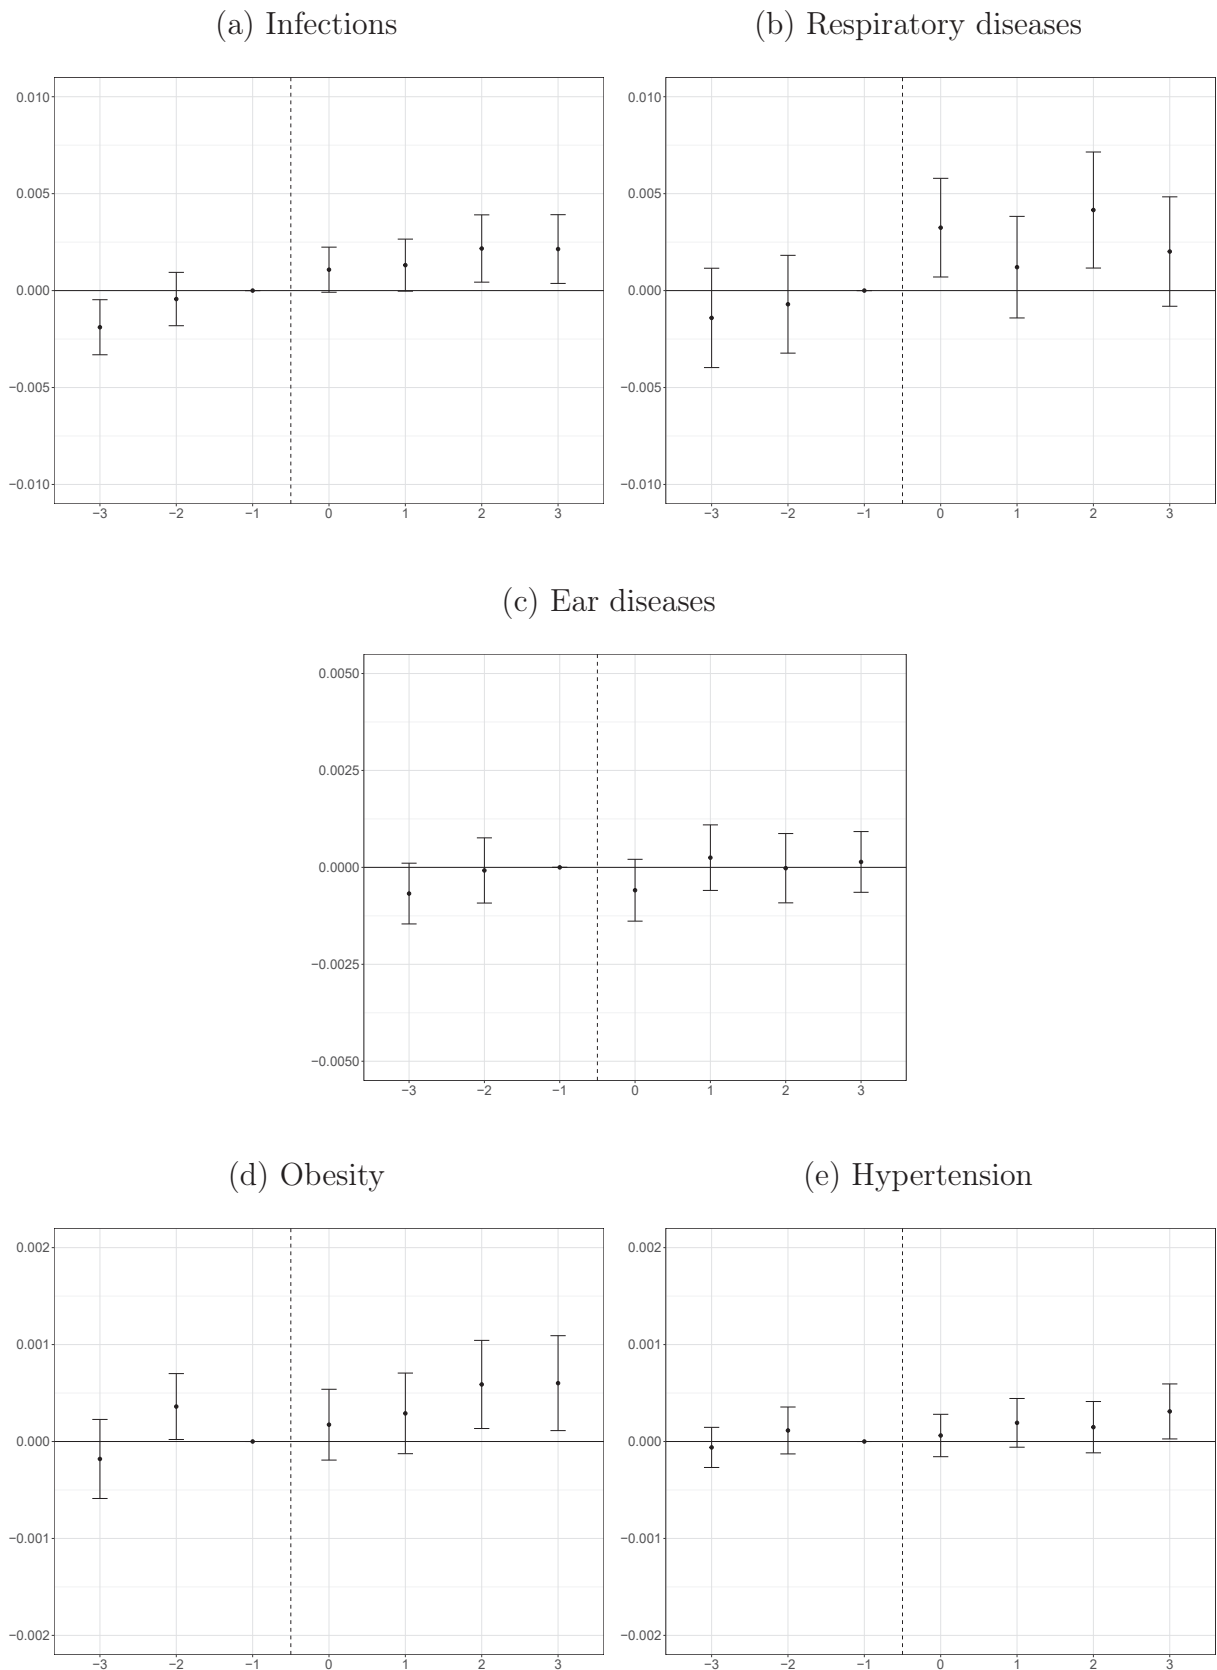 (a) Infections
0.010
0.005
0.000
−0.005
−0.010
−3 −2 −1 0 1 2 3
(b) Respiratory diseases
0.010
0.005
0.000
−0.005
−0.010
−3 −2 −1 0 1 2 3
(c) Ear diseases
0.0050
0.0025
0.0000
−0.0025
−0.0050
−3 −2 −1 0 1 2 3
(d) Obesity
0.002
0.001
0.000
−0.001
−0.002
−3 −2 −1 0 1 2 3
(e) Hypertension
0.002
0.001
0.000
−0.001
−0.002
−3 −2 −1 0 1 2 3